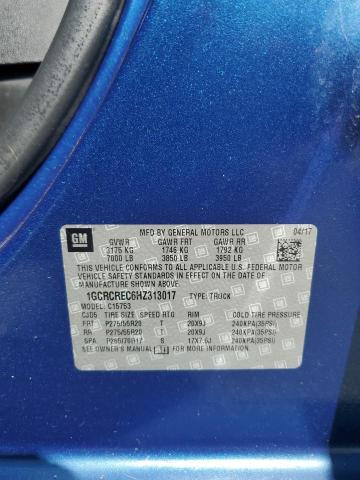 GM MFD BY GENERAL MOTORS LLC 04/17
GVWR GAWR FRT GAWR RR
3175 KG 1746 KG 1792 KG
7000 LB 3850 LB 3950 LB
THIS VEHICLE CONFORMS TO ALL APPLICABLE U.S. FEDERAL MOTOR
VEHICLE SAFETY STANDARDS IN EFFECT ON THE DATE OF
MANUFACTURE SHOWN ABOVE.
1GCRCREC6HZ313017 TYPE: TRUCK
MODEL: C15753
CJD5 TIRE SIZE SPEED RTG RIM COLD TIRE PRESSURE
FRT P275/55R20 T 20X9J 240KPA(35PSI)
RR P275/55R20 T 20X9J 240KPA(35PSI)
SPA P265/70R17 S 17X7.5J 240KPA(35PSI)
SEE OWNER'S MANUAL FOR ADDITIONAL INFORMATION.